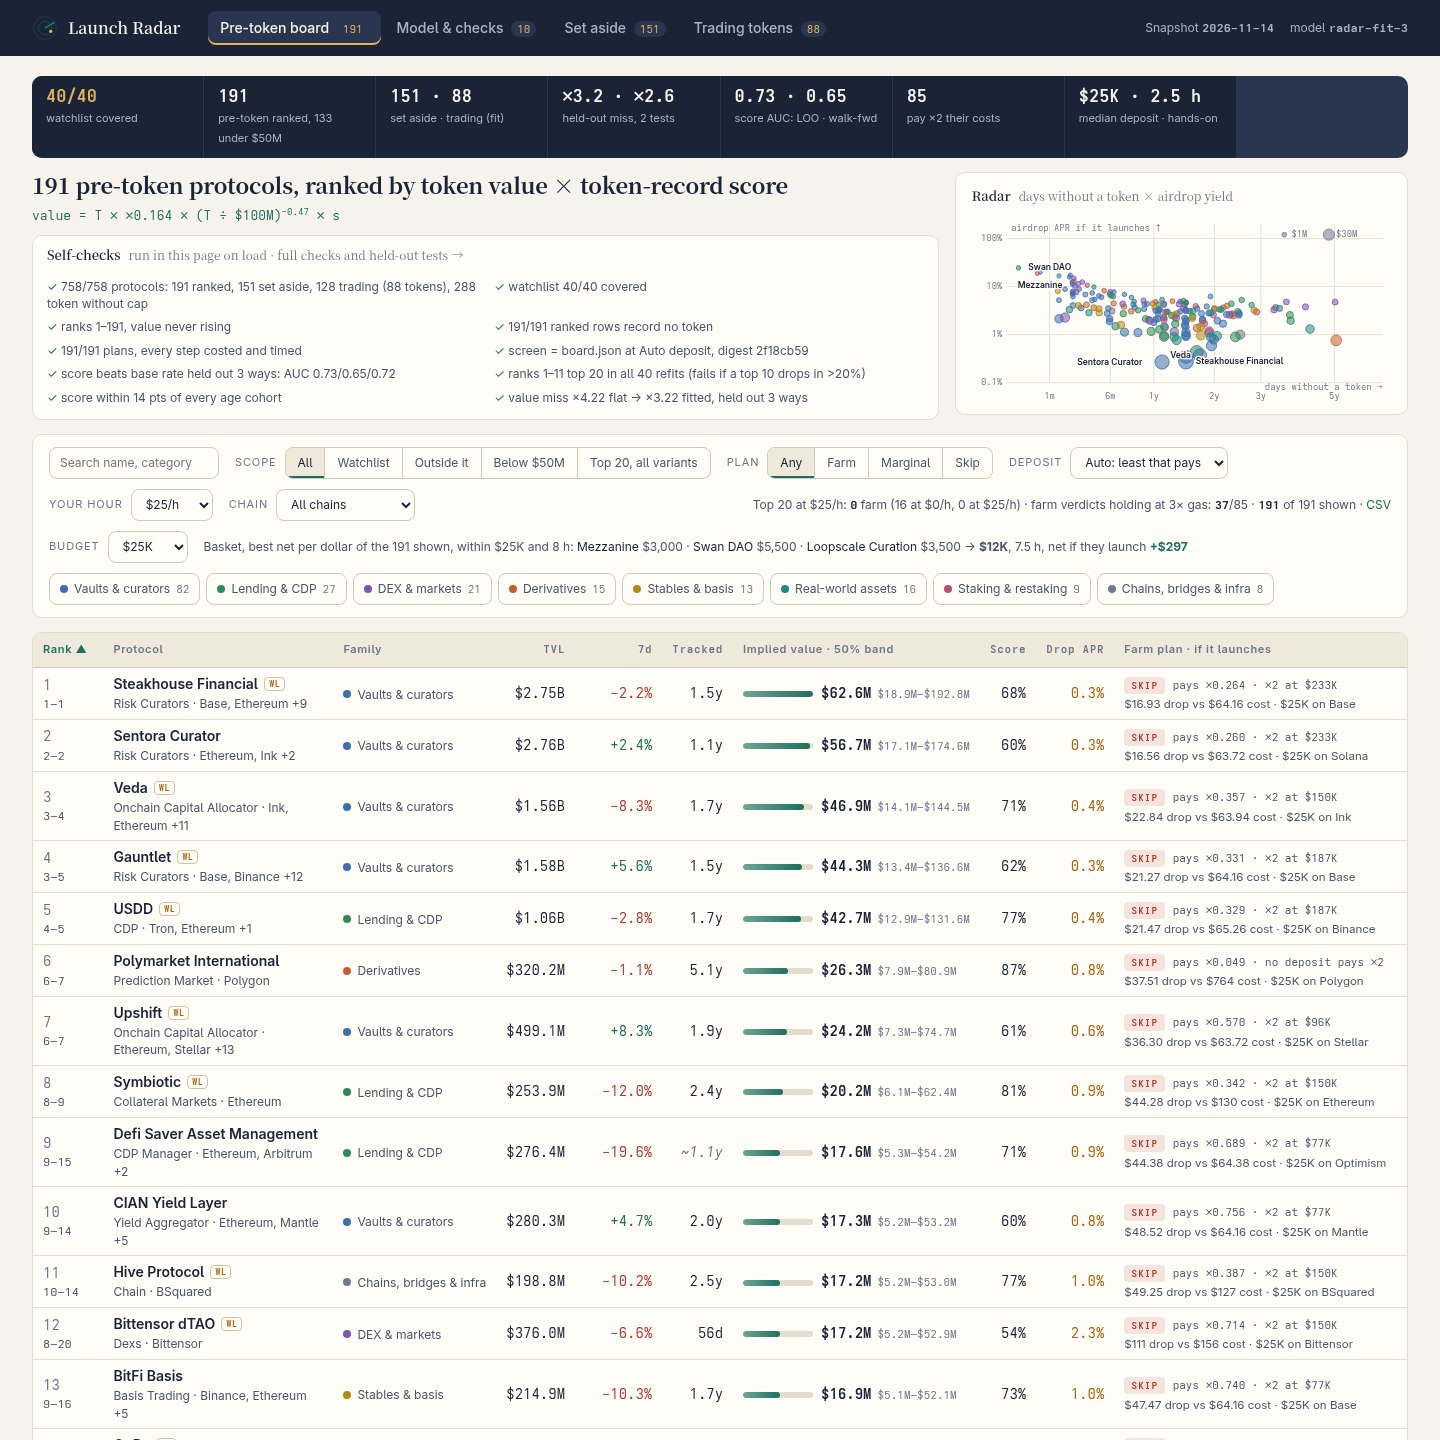 Launch Radar
Pre-token board 191
Model & checks 10
Set aside 151
Trading tokens 88
Snapshot 2026-11-14 model radar-fit-3
40/40
watchlist covered
191
pre-token ranked, 133
under $50M
151 · 88
set aside · trading (fit)
×3.2 · ×2.6
held-out miss, 2 tests
0.73 · 0.65
score AUC: LOO · walk-fwd
85
pay ×2 their costs
$25K · 2.5 h
median deposit · hands-on
191 pre-token protocols, ranked by token value × token-record score
value = T × ×0.164 × (T ÷ $100M)^−0.47 × s
Self-checks run in this page on load · full checks and held-out tests →
✓ 758/758 protocols: 191 ranked, 151 set aside, 128 trading (88 tokens), 288
token without cap
✓ watchlist 40/40 covered
✓ ranks 1–191, value never rising
✓ 191/191 ranked rows record no token
✓ 191/191 plans, every step costed and timed
✓ screen = board.json at Auto deposit, digest 2f18cb59
✓ score beats base rate held out 3 ways: AUC 0.73/0.65/0.72
✓ ranks 1–11 top 20 in all 40 refits (fails if a top 10 drops in >20%)
✓ score within 14 pts of every age cohort
✓ value miss ×4.22 flat → ×3.22 fitted, held out 3 ways
Radar days without a token × airdrop yield
airdrop APR if it launches ↑
$1M $30M
100%
Swan DAO
10%
Mezzanine
1%
Sentora Curator
Veda
Steakhouse Financial
0.1%
days without a token →
1m 6m 1y 2y 3y 5y
Search name, category
SCOPE All Watchlist Outside it Below $50M Top 20, all variants
PLAN Any Farm Marginal Skip
DEPOSIT Auto: least that pays
YOUR HOUR $25/h
CHAIN All chains
Top 20 at $25/h: 0 farm (16 at $0/h, 0 at $25/h) · farm verdicts holding at 3× gas: 37/85 · 191 of 191 shown · CSV
BUDGET $25K
Basket, best net per dollar of the 191 shown, within $25K and 8 h: Mezzanine $3,000 · Swan DAO $5,500 · Loopscale Curation $3,500 → $12K, 7.5 h, net if they launch +$297
Vaults & curators 82
Lending & CDP 27
DEX & markets 21
Derivatives 15
Stables & basis 13
Real-world assets 16
Staking & restaking 9
Chains, bridges & infra 8
Rank ▲ Protocol Family TVL 7d Tracked Implied value · 50% band Score Drop APR Farm plan · if it launches
1 Steakhouse Financial WL Vaults & curators $2.75B −2.2% 1.5y $62.6M $18.9M–$192.8M 68% 0.3% SKIP pays ×0.264 · ×2 at $233K
1–1 Risk Curators · Base, Ethereum +9 $16.93 drop vs $64.16 cost · $25K on Base
2 Sentora Curator Vaults & curators $2.76B +2.4% 1.1y $56.7M $17.1M–$174.6M 60% 0.3% SKIP pays ×0.260 · ×2 at $233K
2–2 Risk Curators · Ethereum, Ink +2 $16.56 drop vs $63.72 cost · $25K on Solana
3 Veda WL Vaults & curators $1.56B −8.3% 1.7y $46.9M $14.1M–$144.5M 71% 0.4% SKIP pays ×0.357 · ×2 at $150K
3–4 Onchain Capital Allocator · Ink, $22.84 drop vs $63.94 cost · $25K on Ink
Ethereum +11
4 Gauntlet WL Vaults & curators $1.58B +5.6% 1.5y $44.3M $13.4M–$136.6M 62% 0.3% SKIP pays ×0.331 · ×2 at $187K
3–5 Risk Curators · Base, Binance +12 $21.27 drop vs $64.16 cost · $25K on Base
5 USDD WL Lending & CDP $1.06B −2.8% 1.7y $42.7M $12.9M–$131.6M 77% 0.4% SKIP pays ×0.329 · ×2 at $187K
4–5 CDP · Tron, Ethereum +1 $21.47 drop vs $65.26 cost · $25K on Binance
6 Polymarket International Derivatives $320.2M −1.1% 5.1y $26.3M $7.9M–$80.9M 87% 0.8% SKIP pays ×0.049 · no deposit pays ×2
6–7 Prediction Market · Polygon $37.51 drop vs $764 cost · $25K on Polygon
7 Upshift WL Vaults & curators $499.1M +8.3% 1.9y $24.2M $7.3M–$74.7M 61% 0.6% SKIP pays ×0.570 · ×2 at $96K
6–7 Onchain Capital Allocator · $36.30 drop vs $63.72 cost · $25K on Stellar
Ethereum, Stellar +13
8 Symbiotic WL Lending & CDP $253.9M −12.0% 2.4y $20.2M $6.1M–$62.4M 81% 0.9% SKIP pays ×0.342 · ×2 at $150K
8–9 Collateral Markets · Ethereum $44.28 drop vs $130 cost · $25K on Ethereum
9 Defi Saver Asset Management Lending & CDP $276.4M −19.6% ~1.1y $17.6M $5.3M–$54.2M 71% 0.9% SKIP pays ×0.689 · ×2 at $77K
9–15 CDP Manager · Ethereum, Arbitrum $44.38 drop vs $64.38 cost · $25K on Optimism
+2
10 CIAN Yield Layer Vaults & curators $280.3M +4.7% 2.0y $17.3M $5.2M–$53.2M 60% 0.8% SKIP pays ×0.756 · ×2 at $77K
9–14 Yield Aggregator · Ethereum, Mantle $48.52 drop vs $64.16 cost · $25K on Mantle
+5
11 Hive Protocol WL Chains, bridges & infra $198.8M −10.2% 2.5y $17.2M $5.2M–$53.0M 77% 1.0% SKIP pays ×0.387 · ×2 at $150K
10–14 Chain · BSquared $49.25 drop vs $127 cost · $25K on BSquared
12 Bittensor dTAO WL DEX & markets $376.0M −6.6% 56d $17.2M $5.2M–$52.9M 54% 2.3% SKIP pays ×0.714 · ×2 at $150K
8–20 Dexs · Bittensor $111 drop vs $156 cost · $25K on Bittensor
13 BitFi Basis Stables & basis $214.9M −10.3% 1.7y $16.9M $5.1M–$52.1M 73% 1.0% SKIP pays ×0.740 · ×2 at $77K
9–16 Basis Trading · Binance, Ethereum $47.47 drop vs $64.16 cost · $25K on Base
+5